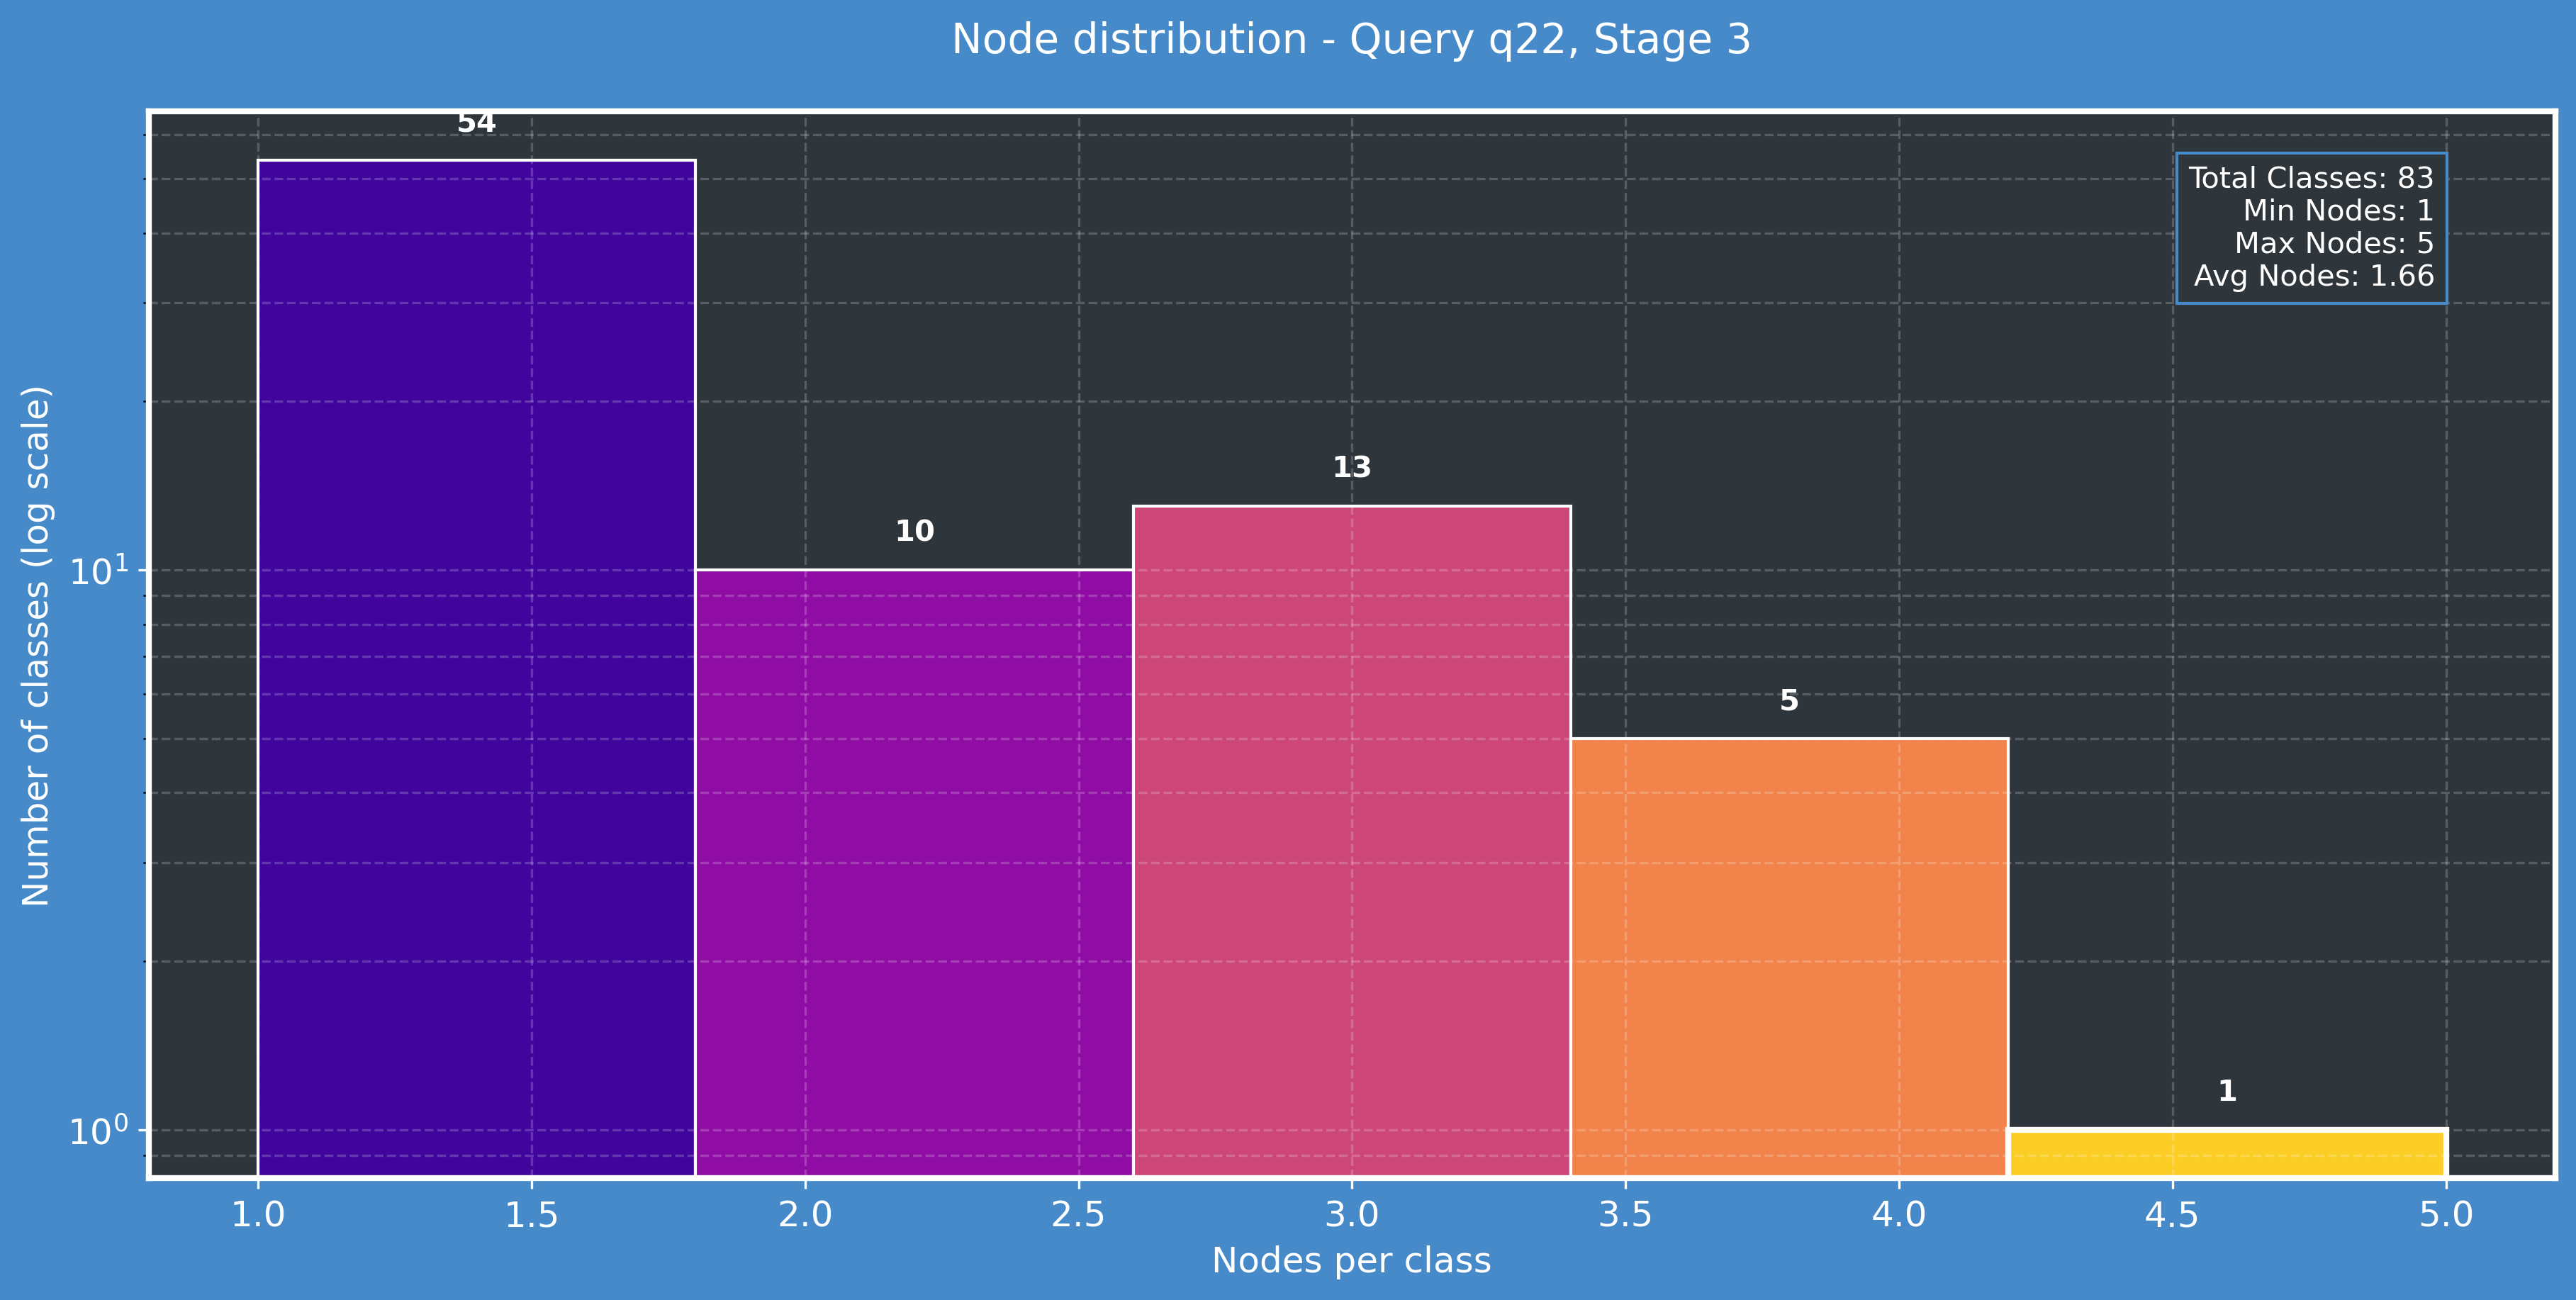 Node distribution - Query q22, Stage 3
54
Total Classes: 83
Min Nodes: 1
Max Nodes: 5
Avg Nodes: 1.66
13
10
5
1
Number of classes (log scale)
10¹
10⁰
1.0 1.5 2.0 2.5 3.0 3.5 4.0 4.5 5.0
Nodes per class